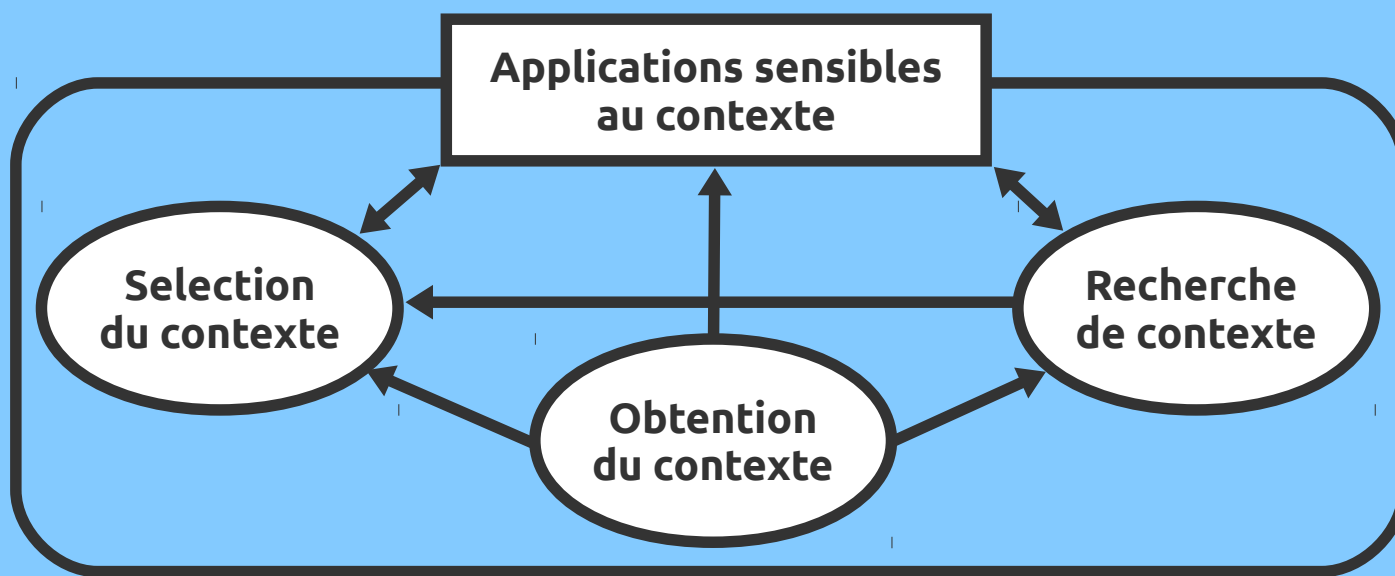 Applications sensibles
au contexte
Selection
du contexte
Recherche
de contexte
Obtention
du contexte